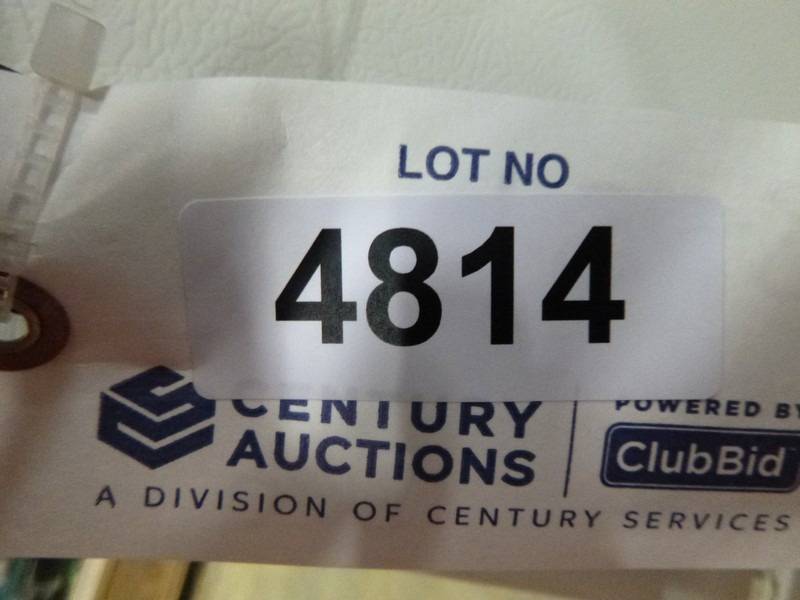 LOT NO
4814
CENTURY
AUCTIONS
POWERED BY
ClubBid
A DIVISION OF CENTURY SERVICES